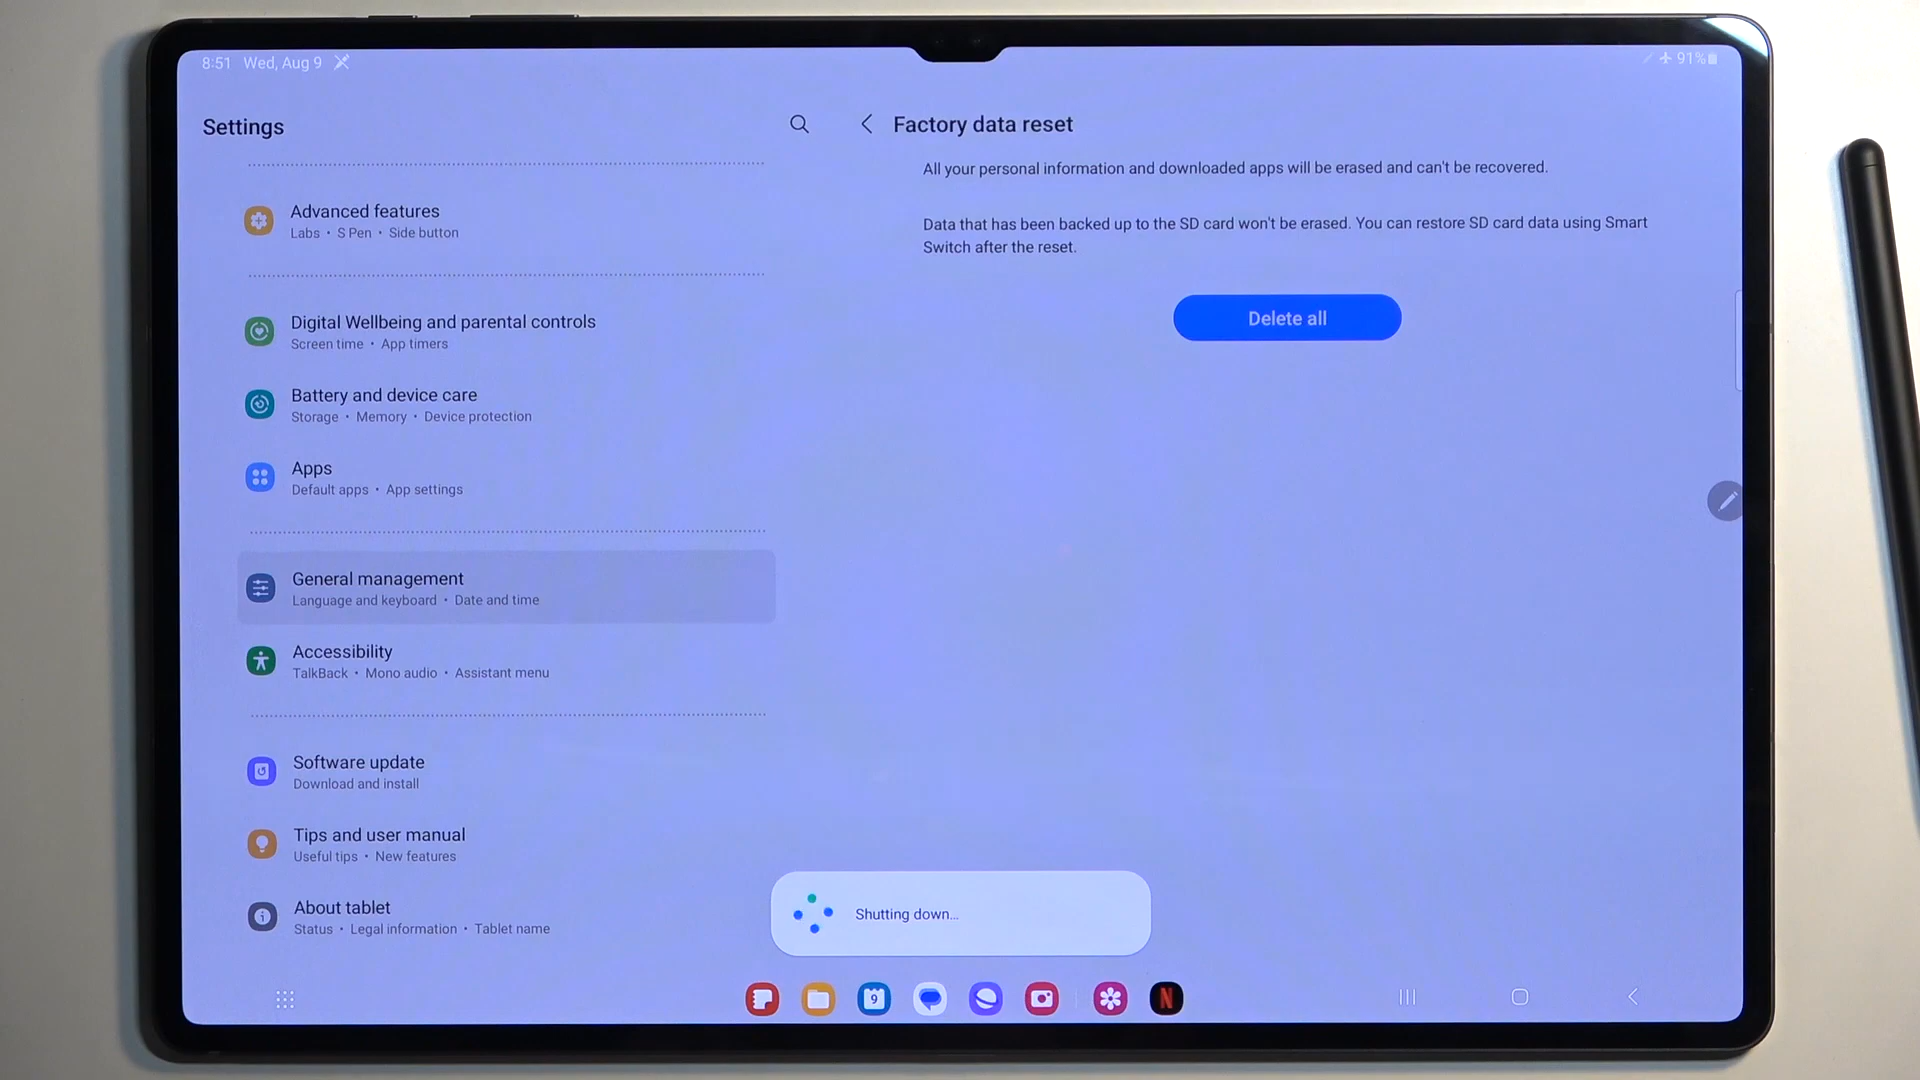 8:51 Wed, Aug 9
91%
Settings
Advanced features
Labs • S Pen • Side button
Digital Wellbeing and parental controls
Screen time • App timers
Battery and device care
Storage • Memory • Device protection
Apps
Default apps • App settings
General management
Language and keyboard • Date and time
Accessibility
TalkBack • Mono audio • Assistant menu
Software update
Download and install
Tips and user manual
Useful tips • New features
About tablet
Status • Legal information • Tablet name
Factory data reset
All your personal information and downloaded apps will be erased and can't be recovered.
Data that has been backed up to the SD card won't be erased. You can restore SD card data using Smart
Switch after the reset.
Delete all
Shutting down...
9
N